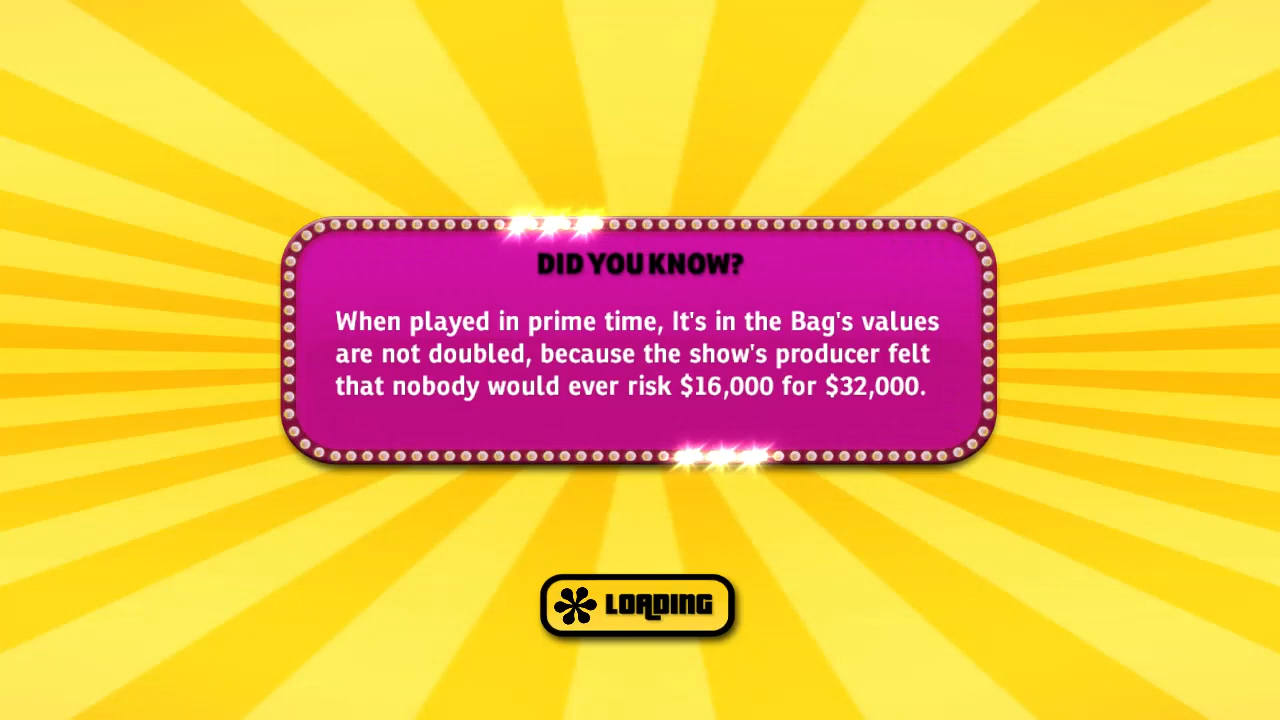 DID YOU KNOW?
When played in prime time, It's in the Bag's values
are not doubled, because the show's producer felt
that nobody would ever risk $16,000 for $32,000.
LOADING